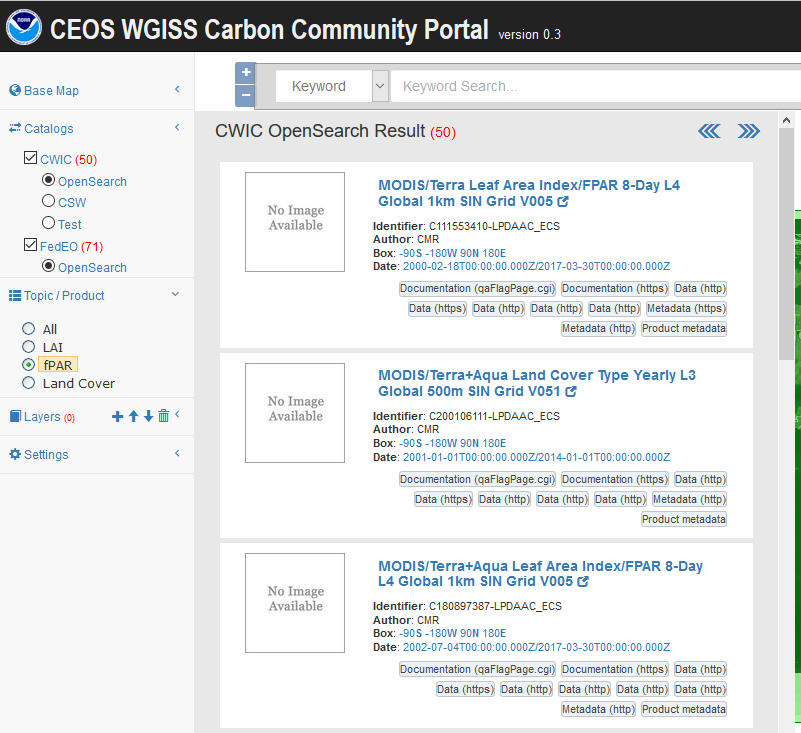 NOAA
CEOS WGISS Carbon Community Portal version 0.3
Base Map
Catalogs
CWIC (50)
OpenSearch
CSW
Test
FedEO (71)
OpenSearch
Topic / Product
All
LAI
fPAR
Land Cover
Layers (0)
Settings
+
−
Keyword
Keyword Search...
CWIC OpenSearch Result (50)
No Image
Available
MODIS/Terra Leaf Area Index/FPAR 8-Day L4
Global 1km SIN Grid V005
Identifier: C111553410-LPDAAC_ECS
Author: CMR
Box: -90S -180W 90N 180E
Date: 2000-02-18T00:00:00.000Z/2017-03-30T00:00:00.000Z
Documentation (qaFlagPage.cgi) Documentation (https) Data (http)
Data (https) Data (http) Data (http) Data (http) Metadata (https)
Metadata (http) Product metadata
No Image
Available
MODIS/Terra+Aqua Land Cover Type Yearly L3
Global 500m SIN Grid V051
Identifier: C200106111-LPDAAC_ECS
Author: CMR
Box: -90S -180W 90N 180E
Date: 2001-01-01T00:00:00.000Z/2014-01-01T00:00:00.000Z
Documentation (qaFlagPage.cgi) Documentation (https) Data (http)
Data (https) Data (http) Data (http) Data (http) Metadata (http)
Product metadata
No Image
Available
MODIS/Terra+Aqua Leaf Area Index/FPAR 8-Day
L4 Global 1km SIN Grid V005
Identifier: C180897387-LPDAAC_ECS
Author: CMR
Box: -90S -180W 90N 180E
Date: 2002-07-04T00:00:00.000Z/2017-03-30T00:00:00.000Z
Documentation (qaFlagPage.cgi) Documentation (https) Data (http)
Data (https) Data (http) Data (http) Data (http) Data (http)
Metadata (http) Product metadata